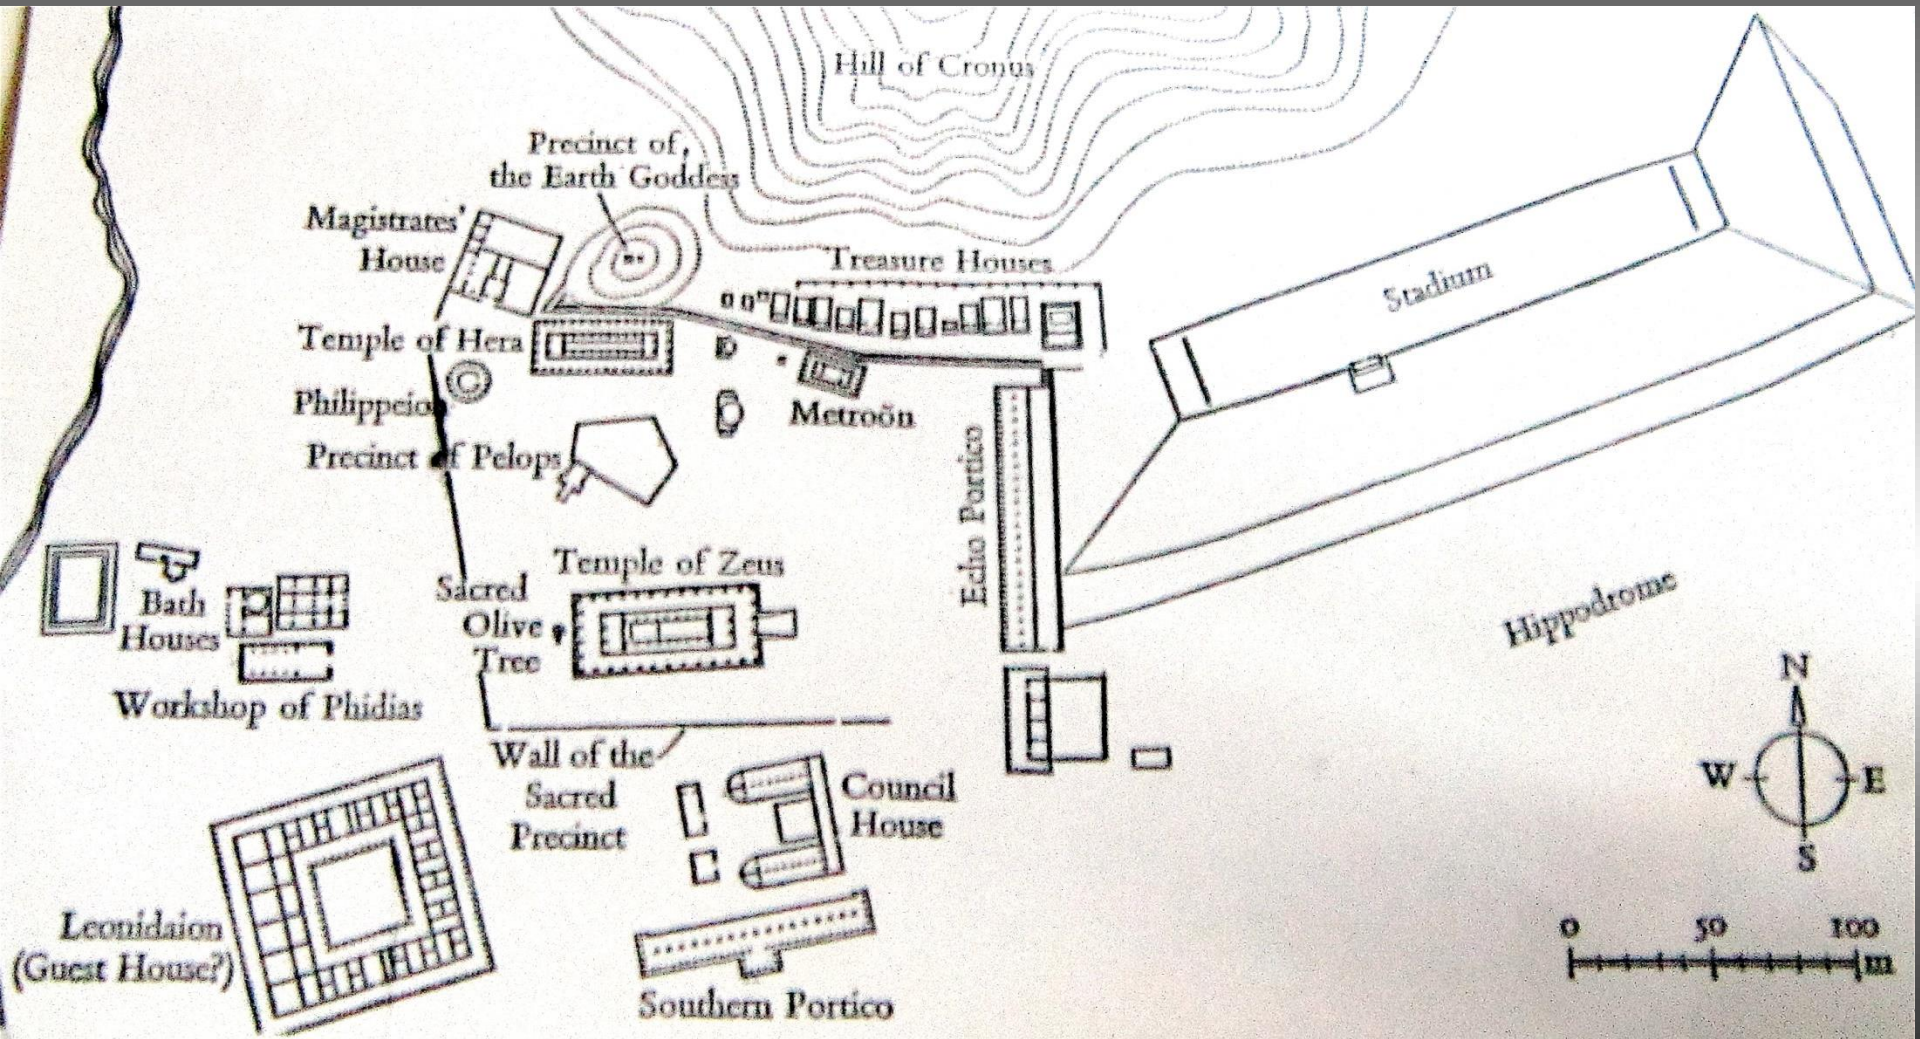 Hill of Cronus
Precinct of
the Earth Goddess
Magistrates'
House
Treasure Houses
Stadium
Temple of Hera
Philippeion
Metroön
Precinct of Pelops
Echo Portico
Temple of Zeus
Sacred
Olive
Tree
Bath
Houses
Workshop of Phidias
Hippodrome
Wall of the
Sacred
Precinct
Council
House
Leonidaion
(Guest House?)
Southern Portico
N
W E
S
0 50 100
m